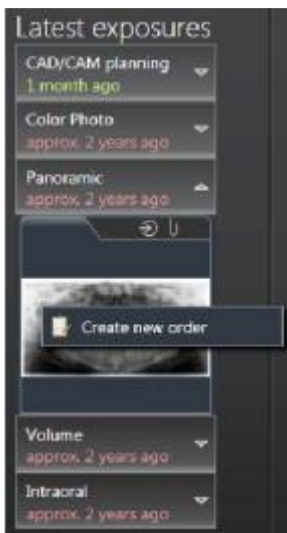 Latest exposures
CAD/CAM planning
1 month ago
Color Photo
approx. 2 years ago
Panoramic
approx. 2 years ago
Create new order
Volume
approx. 2 years ago
Intraoral
approx. 2 years ago